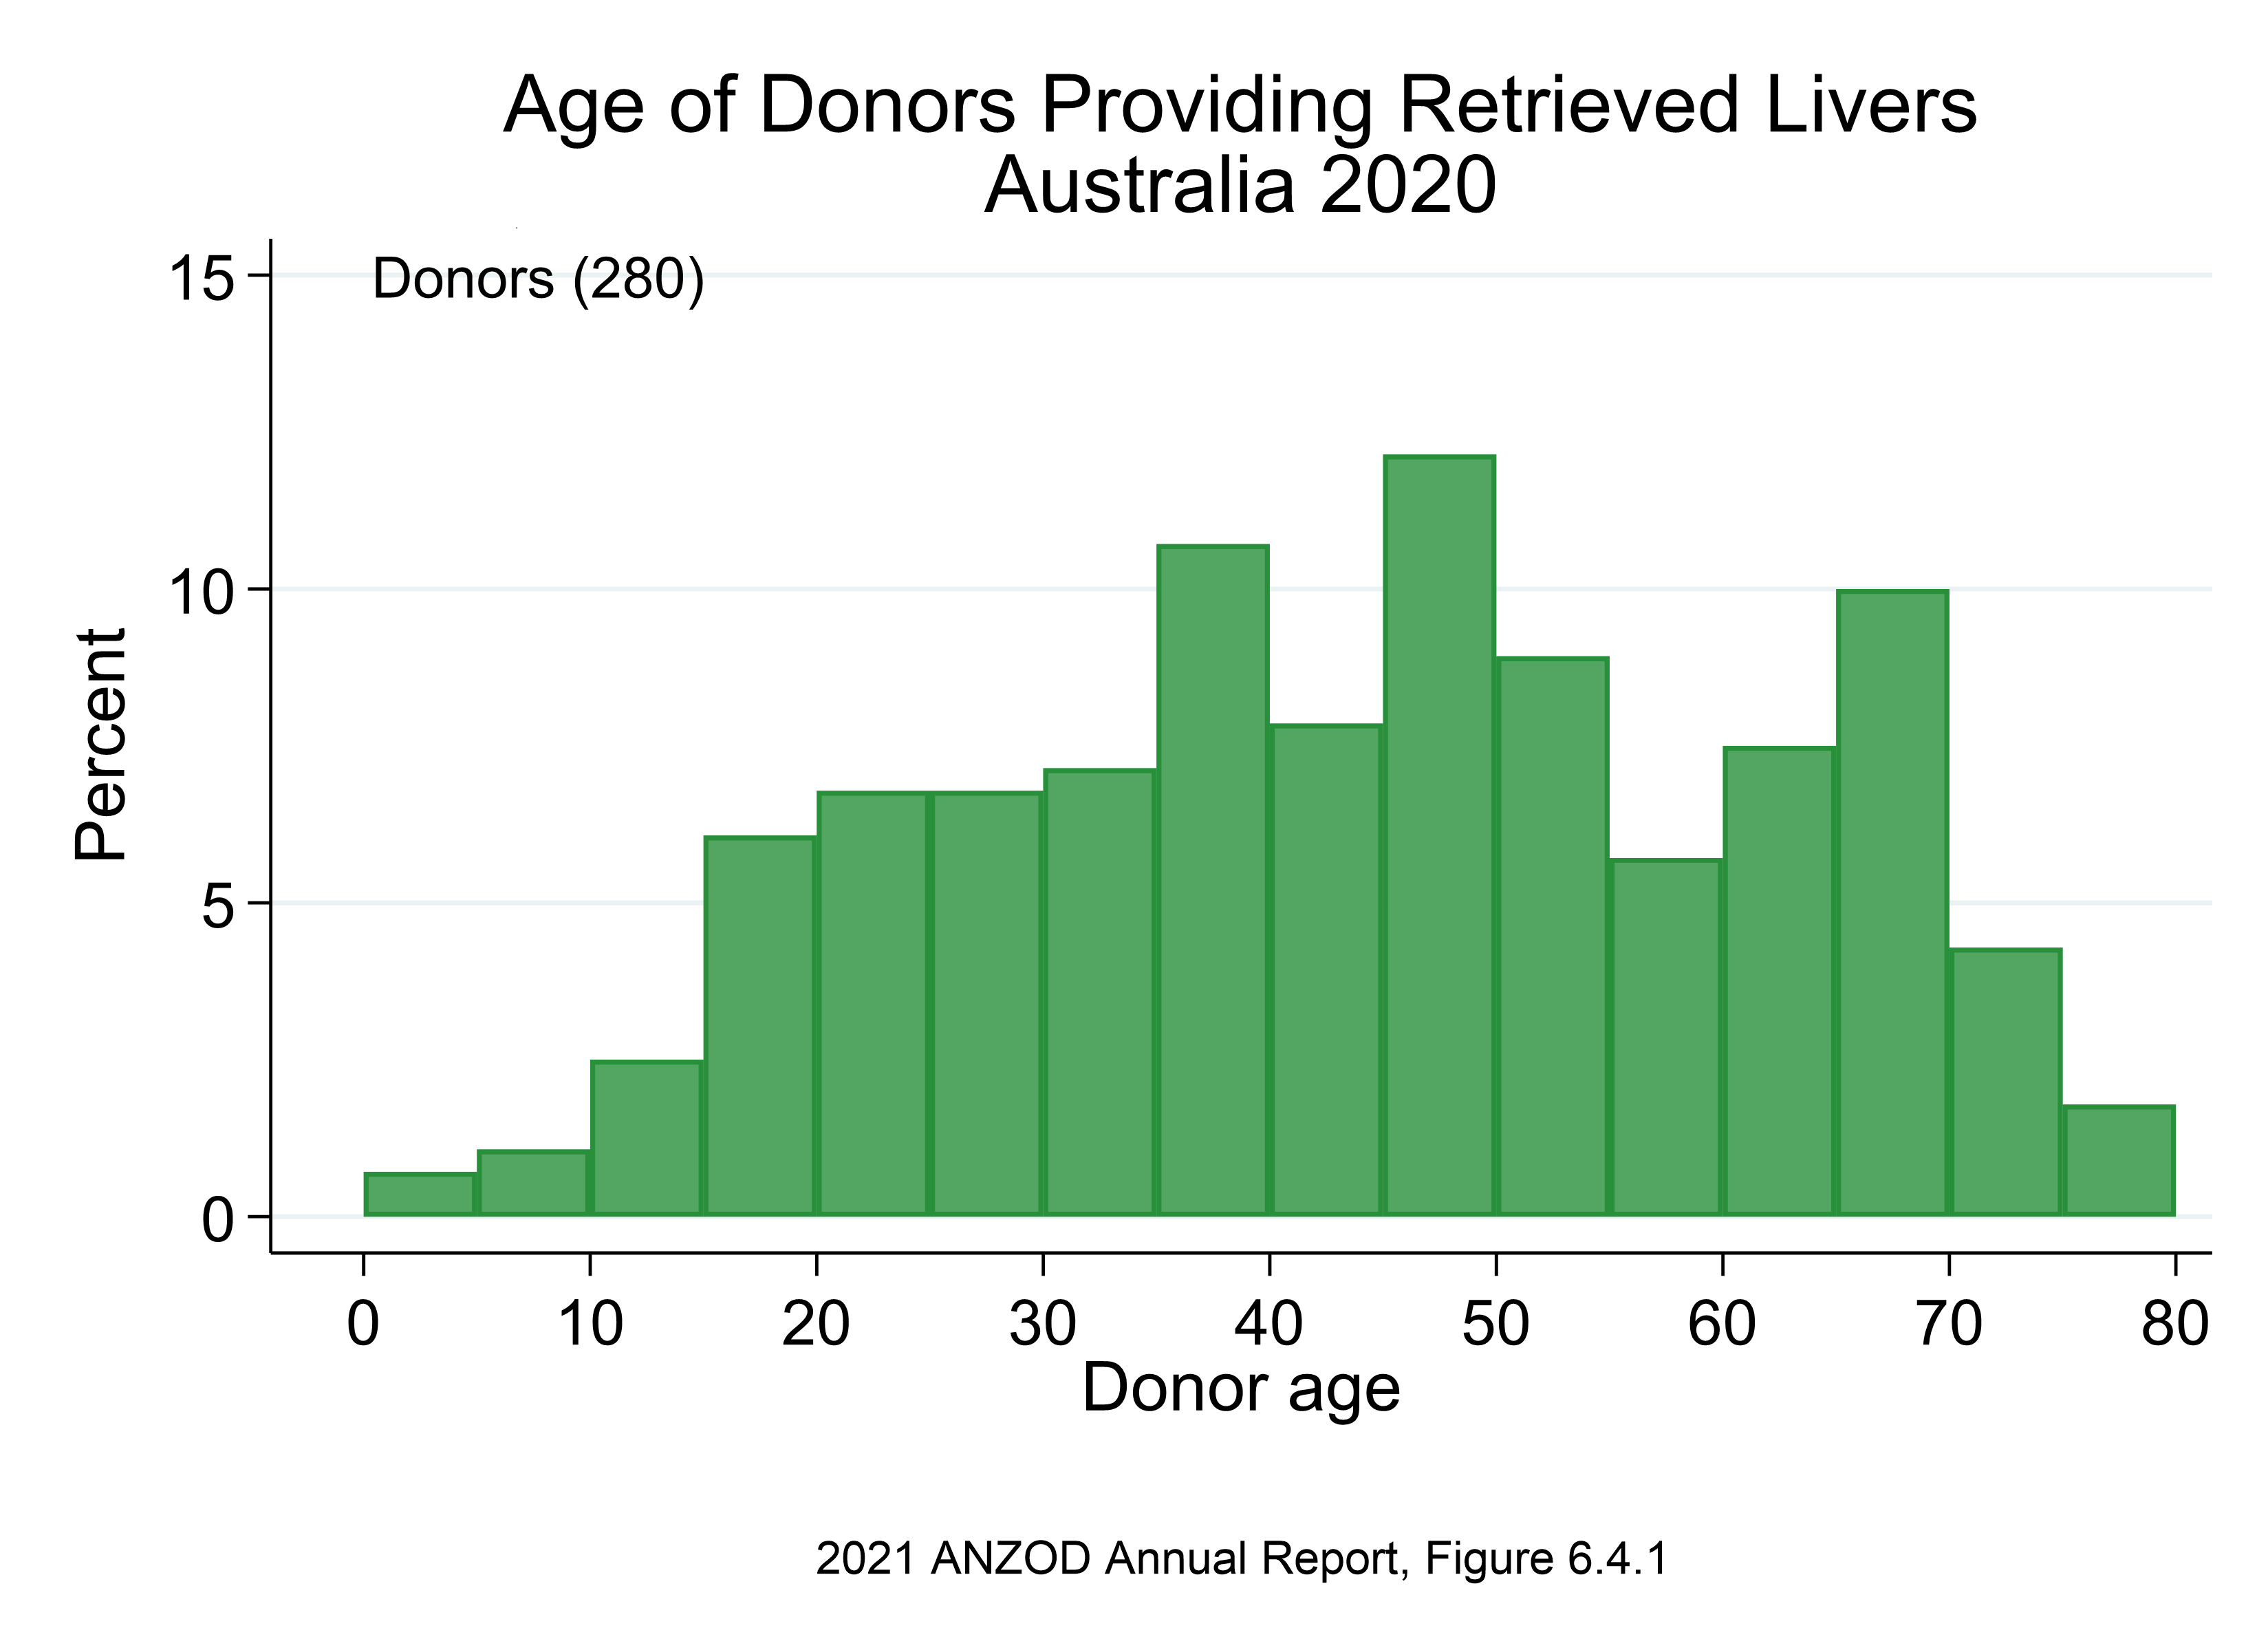 Age of Donors Providing Retrieved Livers
Australia 2020
Donors (280)
15
10
5
0
Percent
0 10 20 30 40 50 60 70 80
Donor age
2021 ANZOD Annual Report, Figure 6.4.1